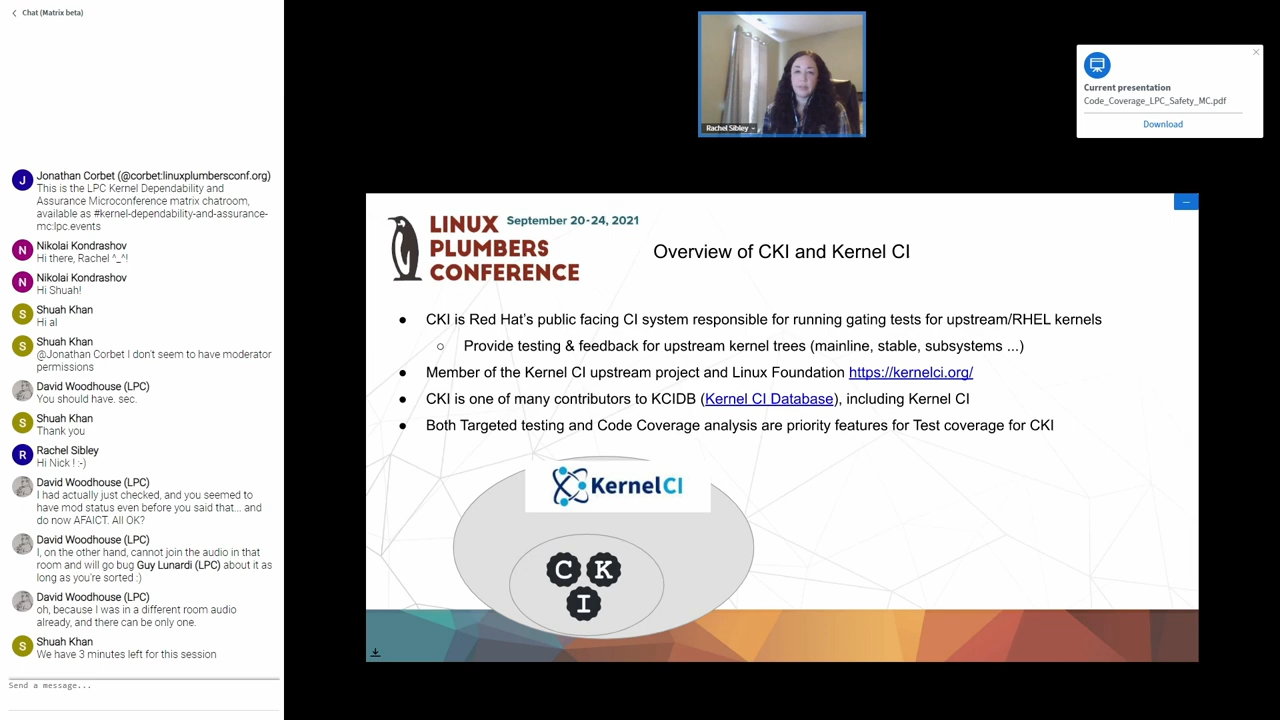 Chat (Matrix beta)
J
Jonathan Corbet (@corbet:linuxplumbersconf.org)
This is the LPC Kernel Dependability and
Assurance Microconference matrix chatroom,
available as #kernel-dependability-and-assurance-
mc:lpc.events
N
Nikolai Kondrashov
Hi there, Rachel ^_^!
N
Nikolai Kondrashov
Hi Shuah!
S
Shuah Khan
Hi al
S
Shuah Khan
@Jonathan Corbet I don't seem to have moderator
permissions
David Woodhouse (LPC)
You should have. sec.
S
Shuah Khan
Thank you
R
Rachel Sibley
Hi Nick ! :-)
David Woodhouse (LPC)
I had actually just checked, and you seemed to
have mod status even before you said that... and
do now AFAICT. All OK?
David Woodhouse (LPC)
I, on the other hand, cannot join the audio in that
room and will go bug Guy Lunardi (LPC) about it as
long as you're sorted :)
David Woodhouse (LPC)
oh, because I was in a different room audio
already, and there can be only one.
S
Shuah Khan
We have 3 minutes left for this session
Send a message...
Rachel Sibley
Current presentation
Code_Coverage_LPC_Safety_MC.pdf
Download
LINUX
PLUMBERS
CONFERENCE
September 20-24, 2021
Overview of CKI and Kernel CI
● CKI is Red Hat's public facing CI system responsible for running gating tests for upstream/RHEL kernels
○ Provide testing & feedback for upstream kernel trees (mainline, stable, subsystems ...)
● Member of the Kernel CI upstream project and Linux Foundation https://kernelci.org/
● CKI is one of many contributors to KCIDB (Kernel CI Database), including Kernel CI
● Both Targeted testing and Code Coverage analysis are priority features for Test coverage for CKI
KernelCI
C K
I